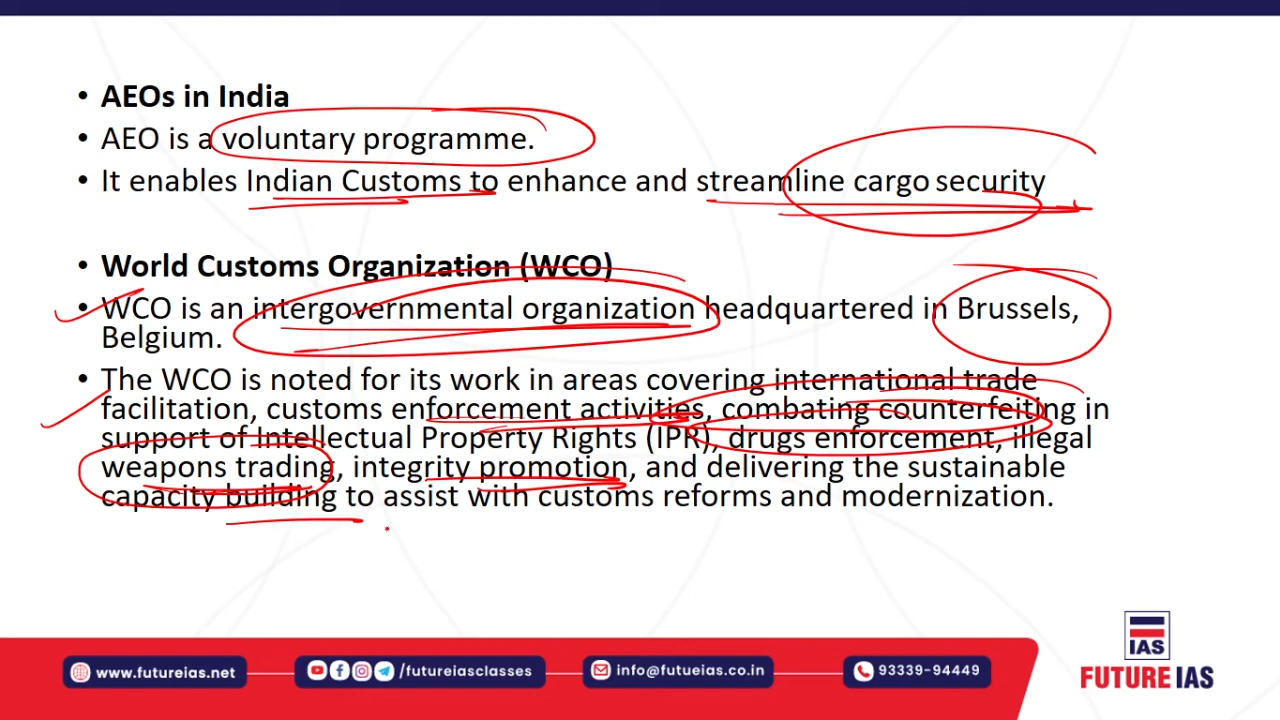 • AEOs in India
• AEO is a voluntary programme.
• It enables Indian Customs to enhance and streamline cargo security
• World Customs Organization (WCO)
• WCO is an intergovernmental organization headquartered in Brussels,
Belgium.
• The WCO is noted for its work in areas covering international trade
facilitation, customs enforcement activities, combating counterfeiting in
support of Intellectual Property Rights (IPR), drugs enforcement, illegal
weapons trading, integrity promotion, and delivering the sustainable
capacity building to assist with customs reforms and modernization.
IAS
FUTURE IAS
www.futureias.net
/futureiasclasses
info@futueias.co.in
93339-94449